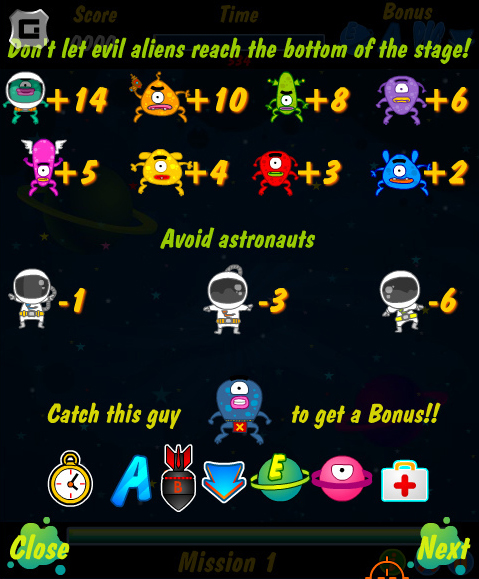 Score Time Bonus
Don't let evil aliens reach the bottom of the stage!
+14 +10 +8 +6
+5 +4 +3 +2
Avoid astronauts
-1 -3 -6
Catch this guy to get a Bonus!!
A B E
Close Next
Mission 1